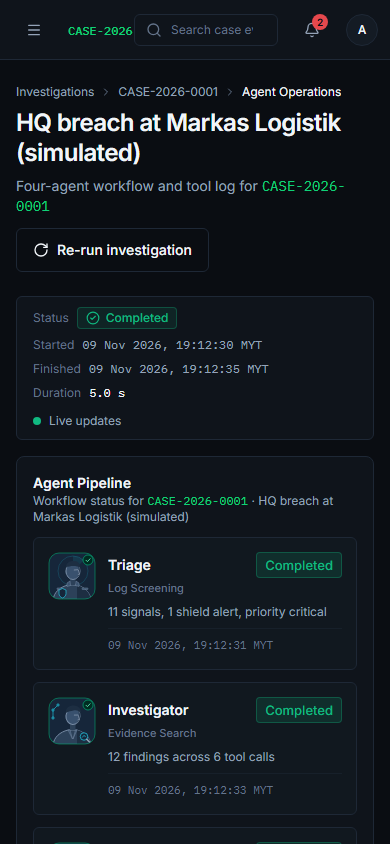 CASE-2026
Search case e
2
A
Investigations > CASE-2026-0001 > Agent Operations
HQ breach at Markas Logistik
(simulated)
Four-agent workflow and tool log for CASE-2026-
0001
Re-run investigation
Status Completed
Started 09 Nov 2026, 19:12:30 MYT
Finished 09 Nov 2026, 19:12:35 MYT
Duration 5.0 s
Live updates
Agent Pipeline
Workflow status for CASE-2026-0001 · HQ breach at
Markas Logistik (simulated)
Triage Completed
Log Screening
11 signals, 1 shield alert, priority critical
09 Nov 2026, 19:12:31 MYT
Investigator Completed
Evidence Search
12 findings across 6 tool calls
09 Nov 2026, 19:12:33 MYT